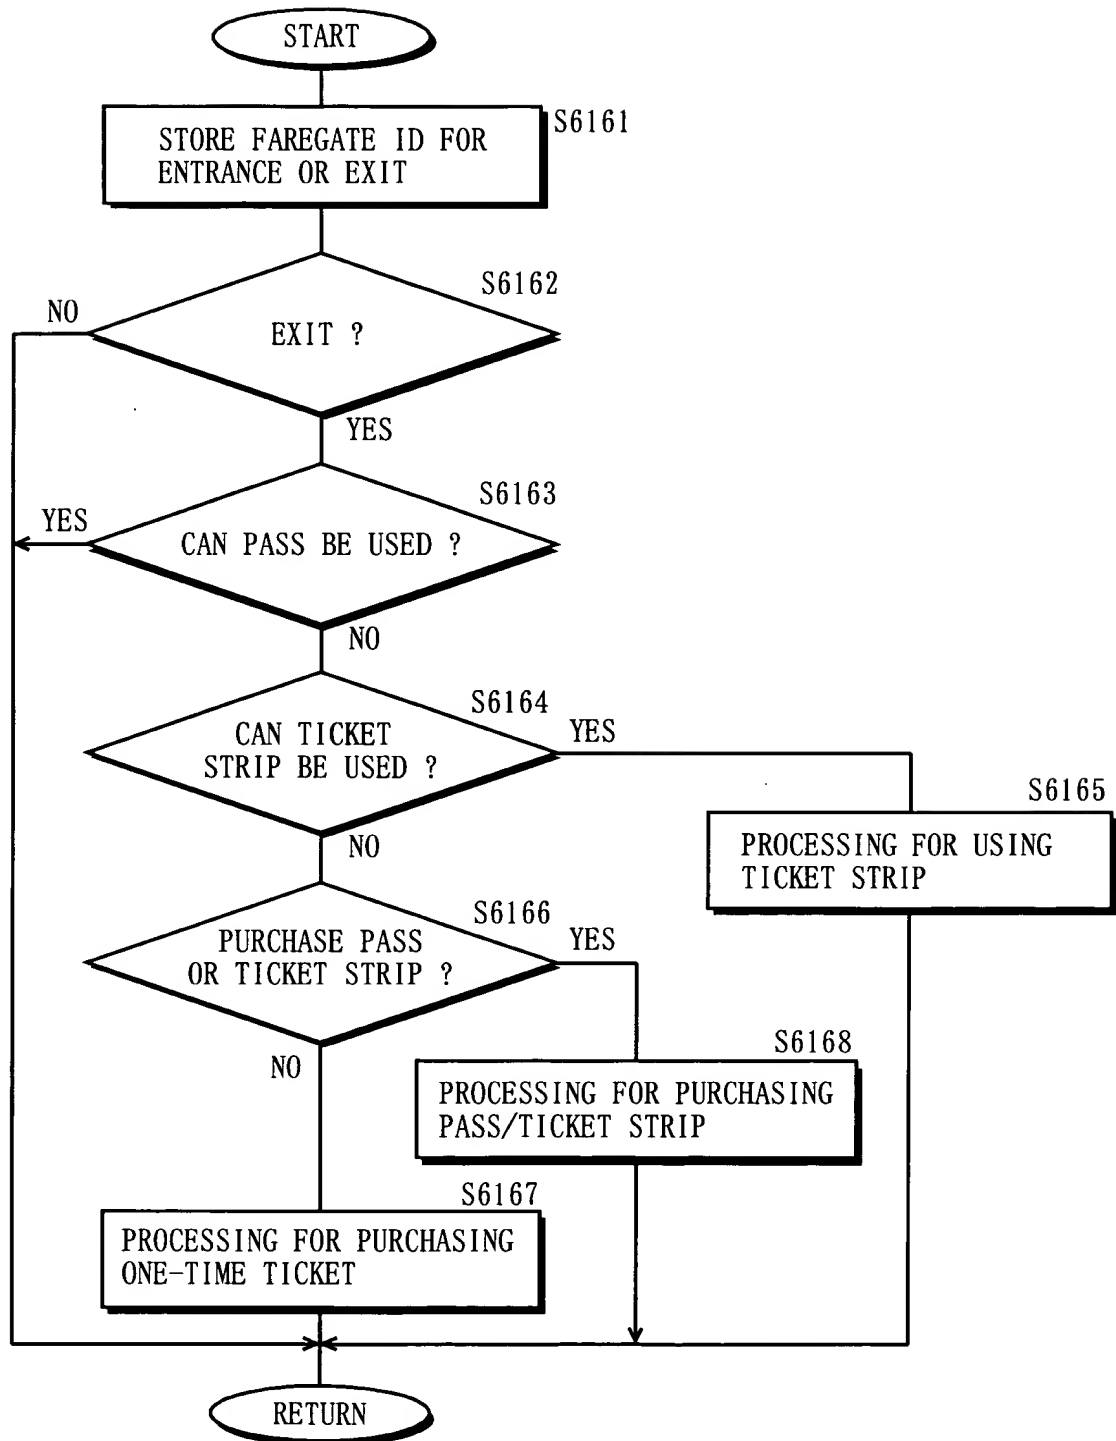 START
S6161
STORE FAREGATE ID FOR
ENTRANCE OR EXIT
S6162
NO
EXIT ?
YES
S6163
YES
CAN PASS BE USED ?
NO
S6164
CAN TICKET
STRIP BE USED ?
YES
S6165
PROCESSING FOR USING
TICKET STRIP
NO
S6166
PURCHASE PASS
OR TICKET STRIP ?
YES
NO
S6168
PROCESSING FOR PURCHASING
PASS/TICKET STRIP
S6167
PROCESSING FOR PURCHASING
ONE-TIME TICKET
RETURN